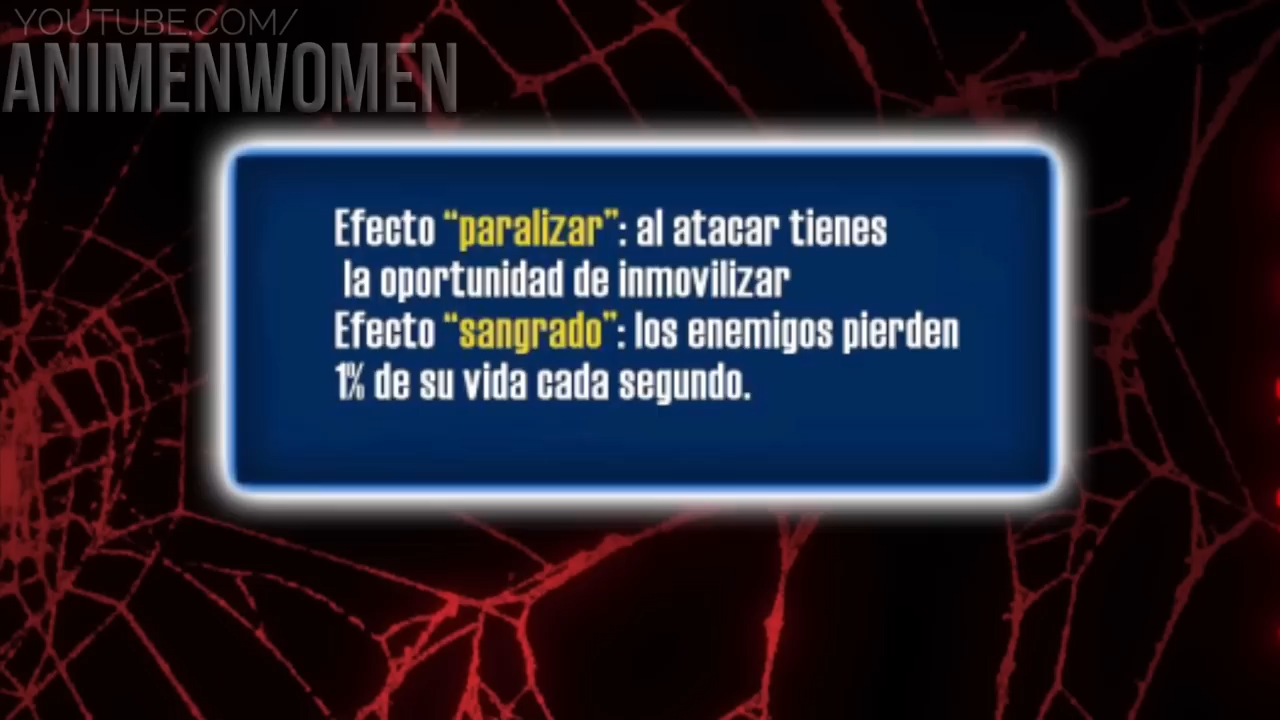 YOUTUBE.COM/
ANIMENWOMEN
Efecto “paralizar”: al atacar tienes
la oportunidad de inmovilizar
Efecto “sangrado”: los enemigos pierden
1% de su vida cada segundo.